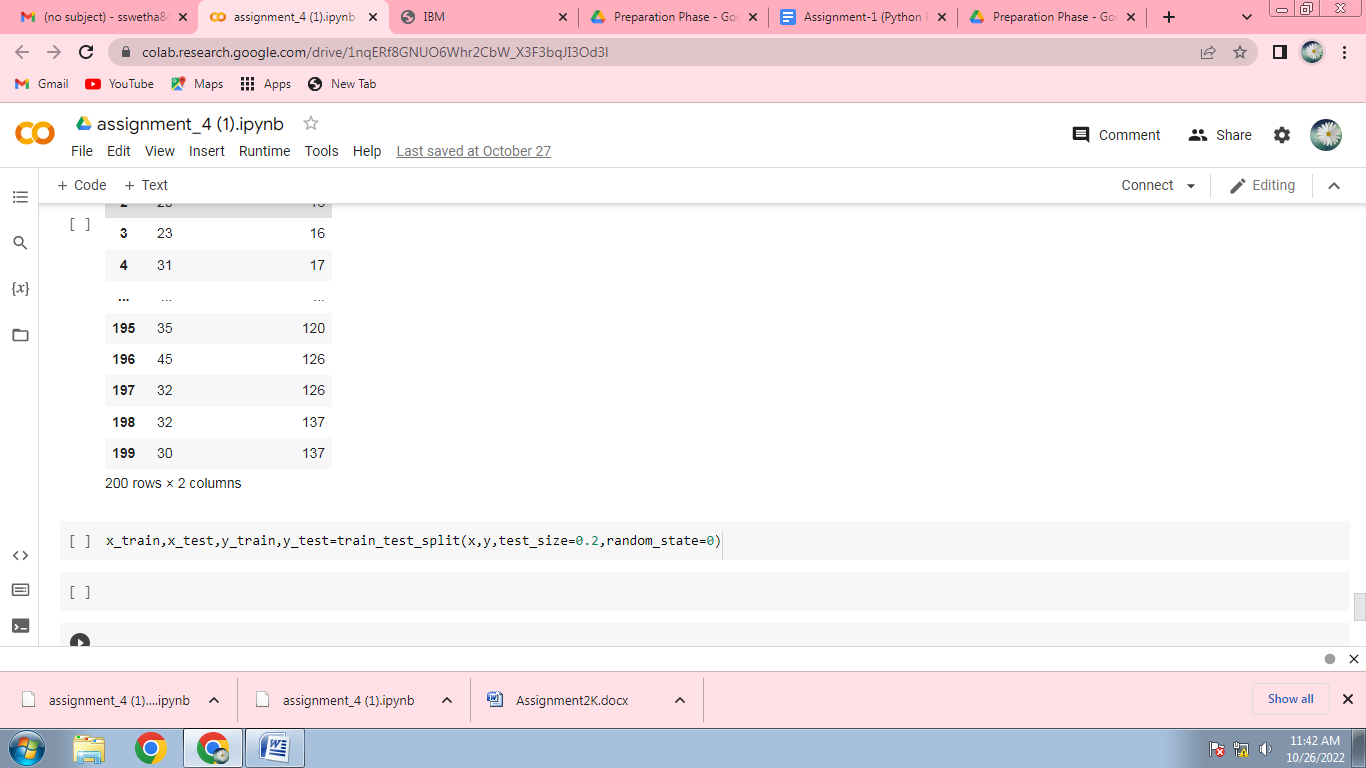 (no subject) - sswetha84
assignment_4 (1).ipynb
IBM
Preparation Phase - Goo
Assignment-1 (Python P
Preparation Phase - Goo
colab.research.google.com/drive/1nqERf8GNUO6Whr2CbW_X3F3bqJI3Od3I
Gmail YouTube Maps Apps New Tab
assignment_4 (1).ipynb
Comment Share
File Edit View Insert Runtime Tools Help Last saved at October 27
+ Code + Text Connect Editing
[ ]
3 23 16
4 31 17
... ... ...
195 35 120
196 45 126
197 32 126
198 32 137
199 30 137
200 rows × 2 columns
[ ] x_train,x_test,y_train,y_test=train_test_split(x,y,test_size=0.2,random_state=0)
[ ]
assignment_4 (1)....ipynb assignment_4 (1).ipynb Assignment2K.docx Show all
11:42 AM
10/26/2022